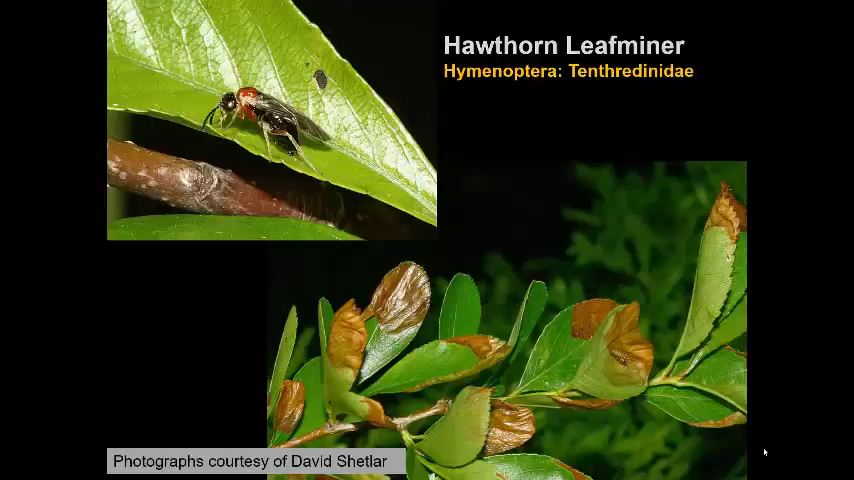 Hawthorn Leafminer
Hymenoptera: Tenthredinidae
Photographs courtesy of David Shetlar